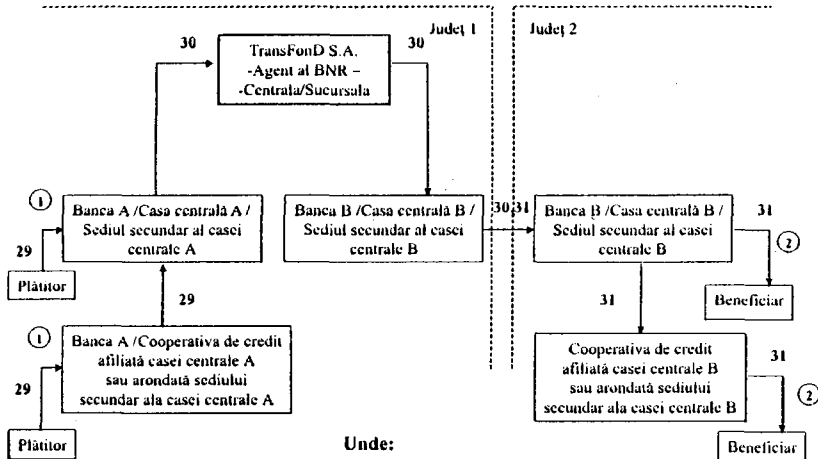 Județ 1
Județ 2
30
TransFonD S.A.
-Agent al BNR –
-Centrala/Sucursala
30
1
Banca A /Casa centrală A /
Sediul secundar al casei
centrale A
29
Plătitor
Banca B /Casa centrală B /
Sediul secundar al casei
centrale B
30,31
Banca B /Casa centrală B /
Sediul secundar al casei
centrale B
31
2
Beneficiar
29
31
1
Banca A /Cooperativa de credit
afiliată casei centrale A
sau arondată sediului
secundar ala casei centrale A
29
Plătitor
Cooperativa de credit
afiliată casei centrale B
sau arondată sediului
secundar ala casei centrale B
31
2
Beneficiar
Unde: